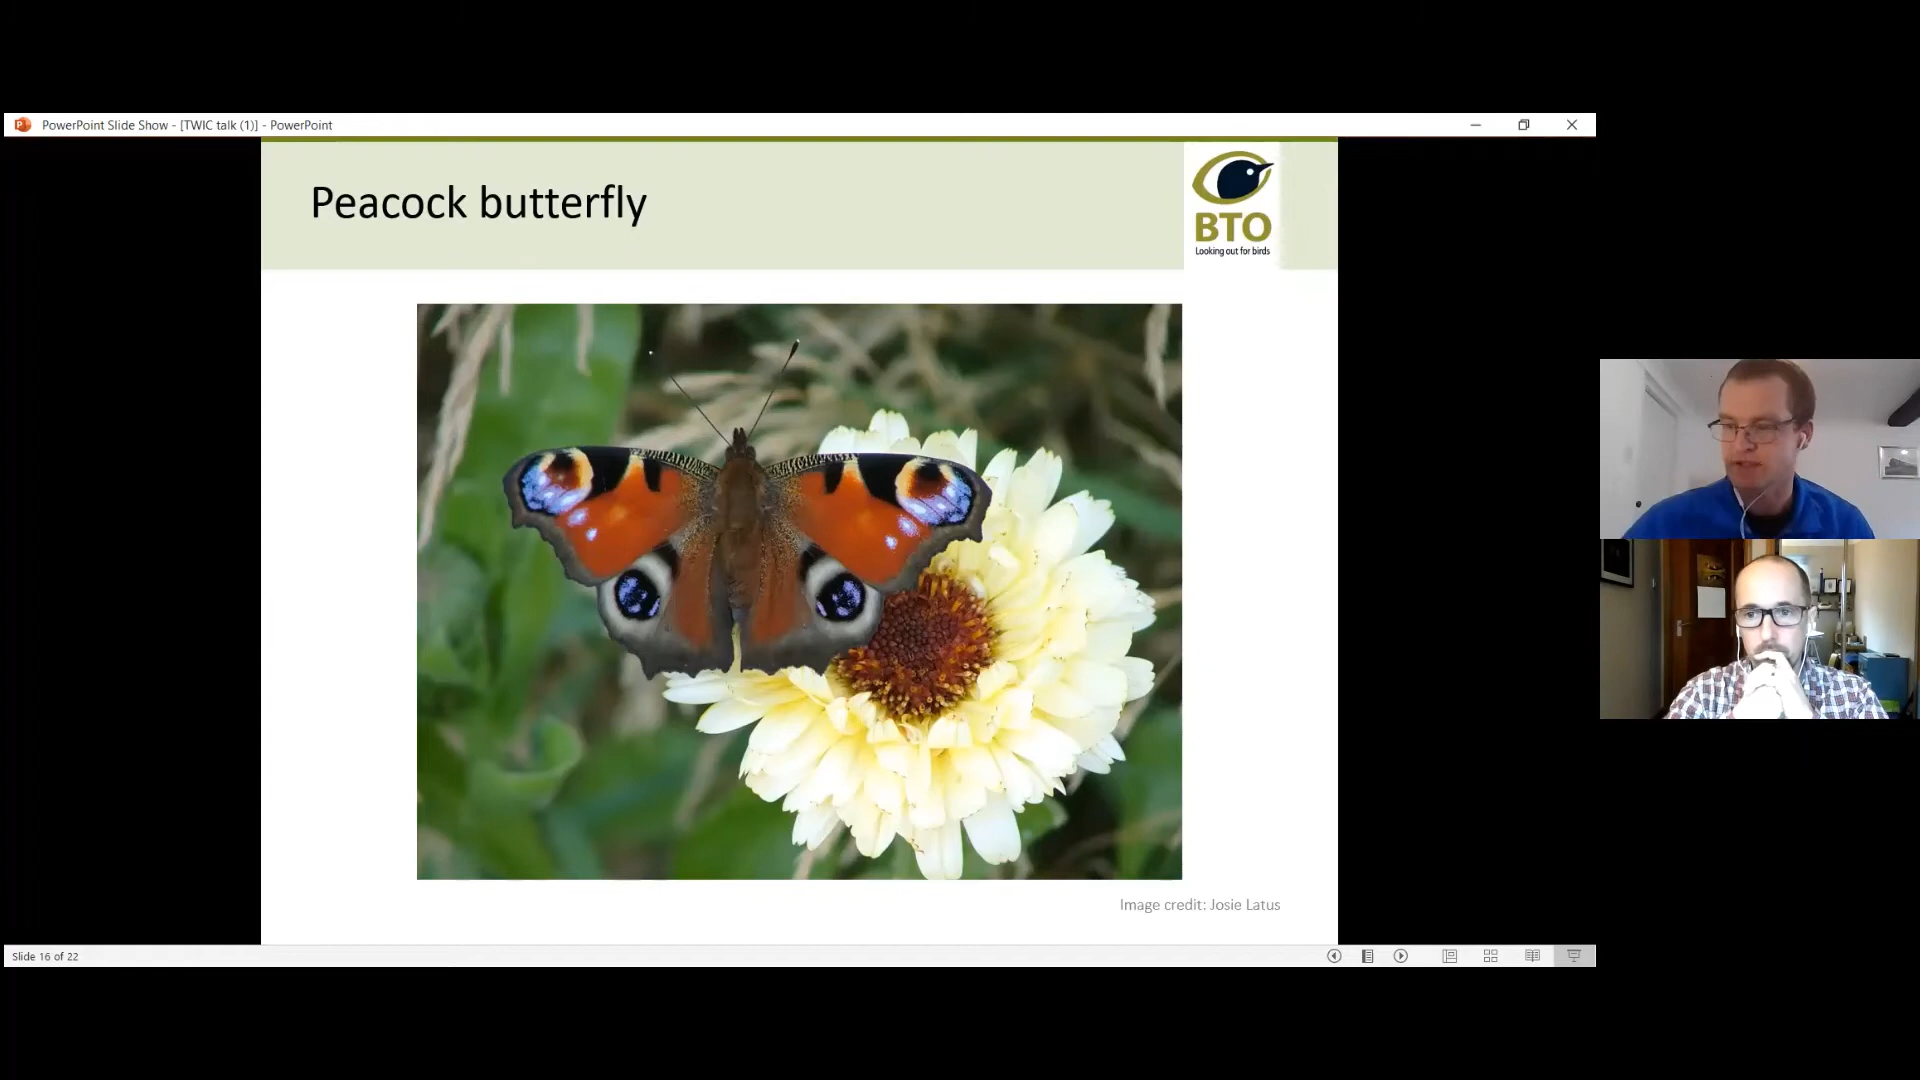 PowerPoint Slide Show - [TWIC talk (1)] - PowerPoint
Peacock butterfly
BTO
Looking out for birds
Image credit: Josie Latus
Slide 16 of 22